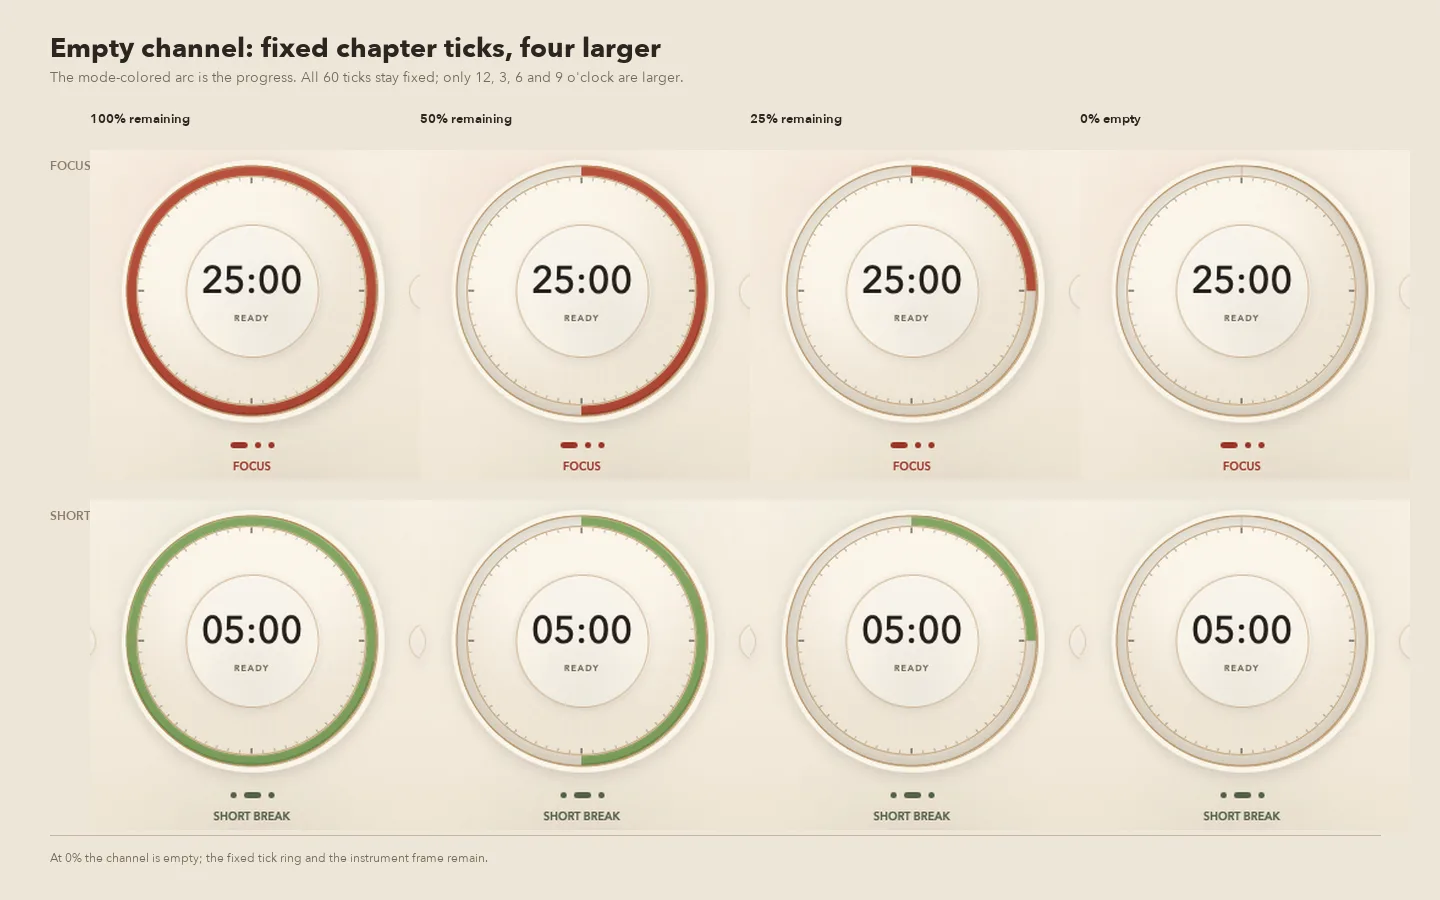 Empty channel: fixed chapter ticks, four larger
The mode-colored arc is the progress. All 60 ticks stay fixed; only 12, 3, 6 and 9 o'clock are larger.
100% remaining
50% remaining
25% remaining
0% empty
FOCUS
25:00
READY
FOCUS
25:00
READY
FOCUS
25:00
READY
FOCUS
25:00
READY
FOCUS
SHORT
05:00
READY
SHORT BREAK
05:00
READY
SHORT BREAK
05:00
READY
SHORT BREAK
05:00
READY
SHORT BREAK
At 0% the channel is empty; the fixed tick ring and the instrument frame remain.